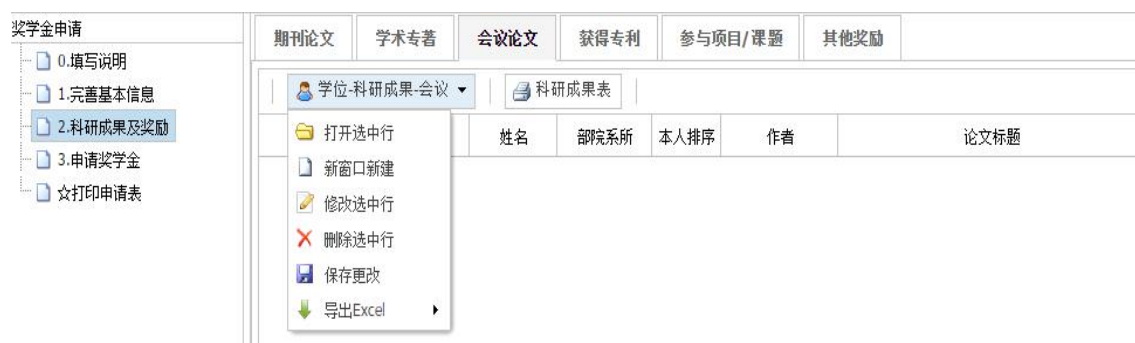 奖学金申请
0.填写说明
1.完善基本信息
2.科研成果及奖励
3.申请奖学金
☆打印申请表
期刊论文 学术专著 会议论文 获得专利 参与项目/课题 其他奖励
学位-科研成果-会议 科研成果表
姓名 部院系所 本人排序 作者 论文标题
打开选中行
新窗口新建
修改选中行
删除选中行
保存更改
导出Excel